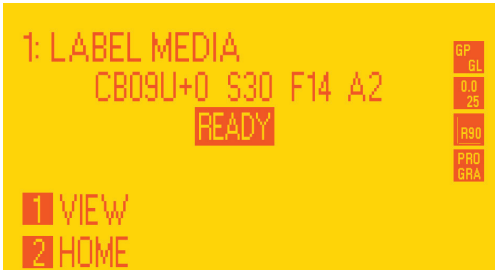 1: LABEL MEDIA
CB09U+0 S30 F14 A2
READY
1 VIEW
2 HOME
GP
GL
0.0
25
R90
PRO
GRA